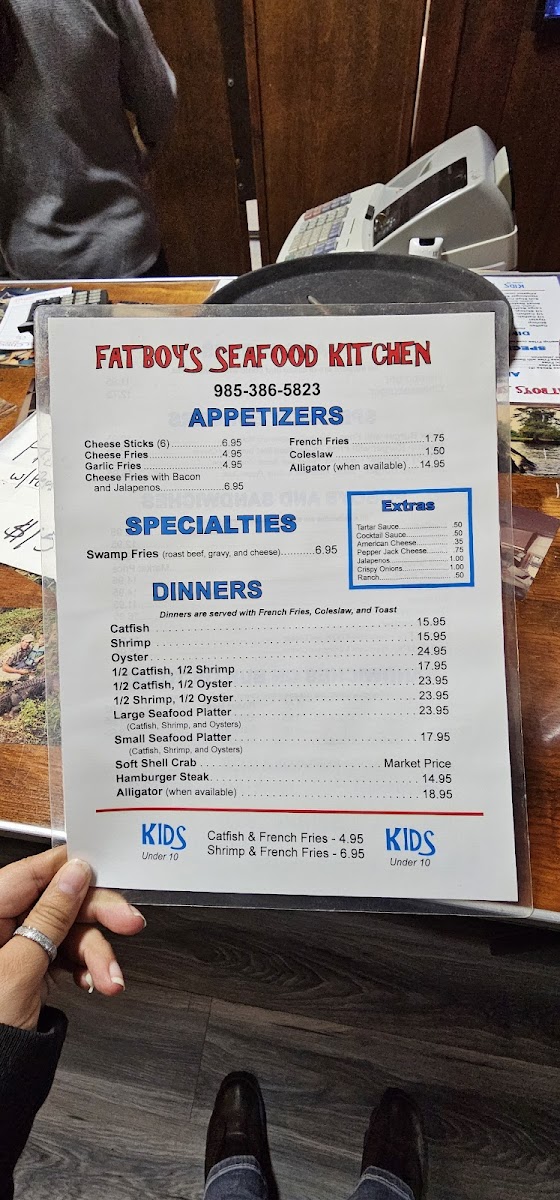 FATBOY'S SEAFOOD KITCHEN
985-386-5823
APPETIZERS
Cheese Sticks (6)....................6.95
Cheese Fries..........................4.95
Garlic Fries............................4.95
Cheese Fries with Bacon
and Jalapenos.....................6.95
French Fries..........................1.75
Coleslaw................................1.50
Alligator (when available)....14.95
SPECIALTIES
Swamp Fries (roast beef, gravy, and cheese)...........6.95
Extras
Tartar Sauce.......................50
Cocktail Sauce....................50
American Cheese................35
Pepper Jack Cheese...........75
Jalapenos........................1.00
Crispy Onions..................1.00
Ranch.................................50
DINNERS
Dinners are served with French Fries, Coleslaw, and Toast
Catfish ........................................ 15.95
Shrimp ........................................ 15.95
Oyster ......................................... 24.95
1/2 Catfish, 1/2 Shrimp ........................... 17.95
1/2 Catfish, 1/2 Oyster ........................... 23.95
1/2 Shrimp, 1/2 Oyster ........................... 23.95
Large Seafood Platter ............................. 23.95
(Catfish, Shrimp, and Oysters)
Small Seafood Platter ............................. 17.95
(Catfish, Shrimp, and Oysters)
Soft Shell Crab ............................. Market Price
Hamburger Steak ................................. 14.95
Alligator (when available) ........................... 18.95
KIDS
Under 10
Catfish & French Fries - 4.95
Shrimp & French Fries - 6.95
KIDS
Under 10